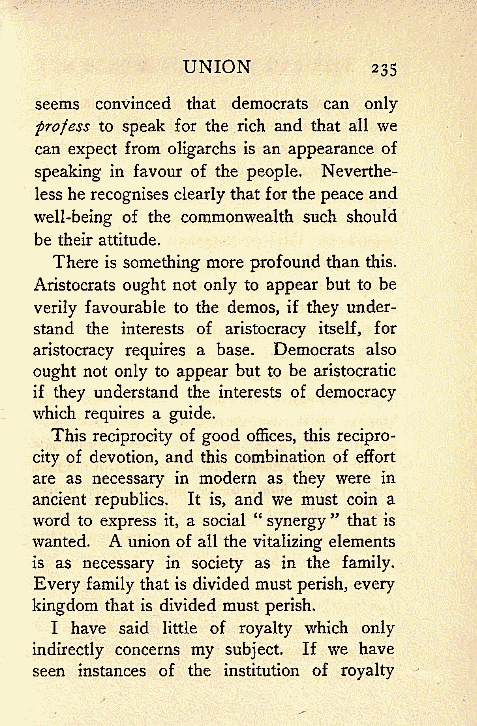 UNION 235
seems convinced that democrats can only
profess to speak for the rich and that all we
can expect from oligarchs is an appearance of
speaking in favour of the people. Neverthe-
less he recognises clearly that for the peace and
well-being of the commonwealth such should
be their attitude.
There is something more profound than this.
Aristocrats ought not only to appear but to be
verily favourable to the demos, if they under-
stand the interests of aristocracy itself, for
aristocracy requires a base. Democrats also
ought not only to appear but to be aristocratic
if they understand the interests of democracy
which requires a guide.
This reciprocity of good offices, this recipro-
city of devotion, and this combination of effort
are as necessary in modern as they were in
ancient republics. It is, and we must coin a
word to express it, a social “synergy” that is
wanted. A union of all the vitalizing elements
is as necessary in society as in the family.
Every family that is divided must perish, every
kingdom that is divided must perish.
I have said little of royalty which only
indirectly concerns my subject. If we have
seen instances of the institution of royalty